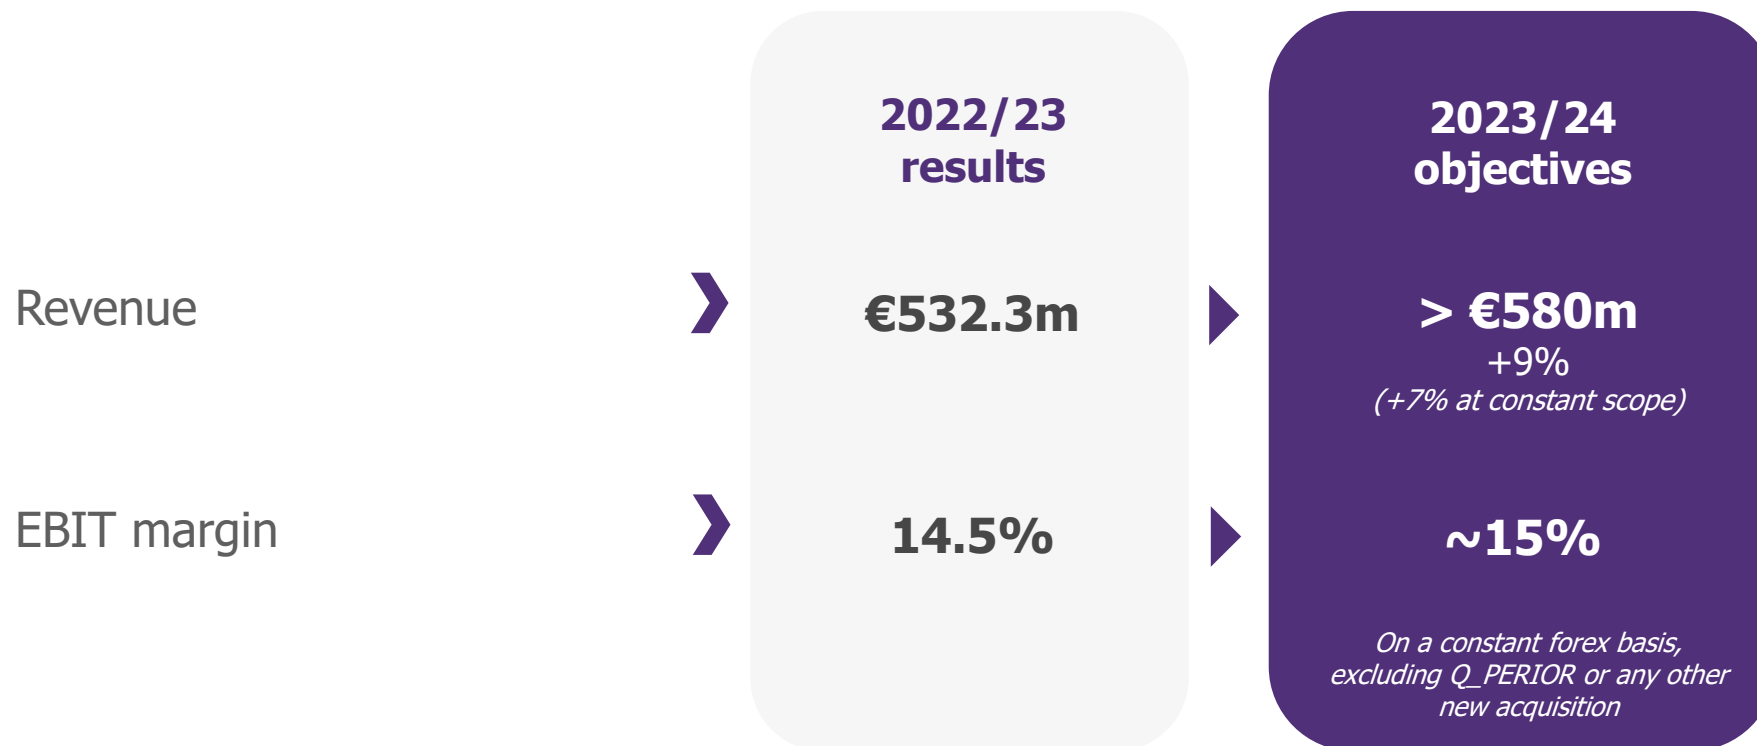 2022/23
results
2023/24
objectives
Revenue
€532.3m
> €580m
+9%
(+7% at constant scope)
EBIT margin
14.5%
~15%
On a constant forex basis,
excluding Q_PERIOR or any other
new acquisition